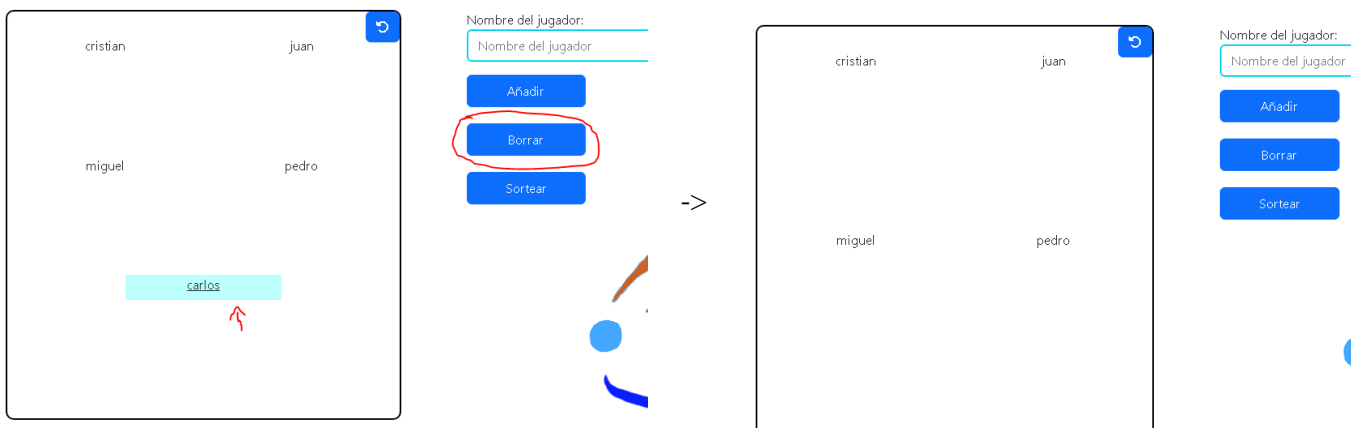 Nombre del jugador:
cristian juan
Nombre del jugador
Añadir
Borrar
miguel pedro
Sortear
carlos
->
Nombre del jugador:
cristian juan
Nombre del jugador
Añadir
Borrar
Sortear
miguel pedro